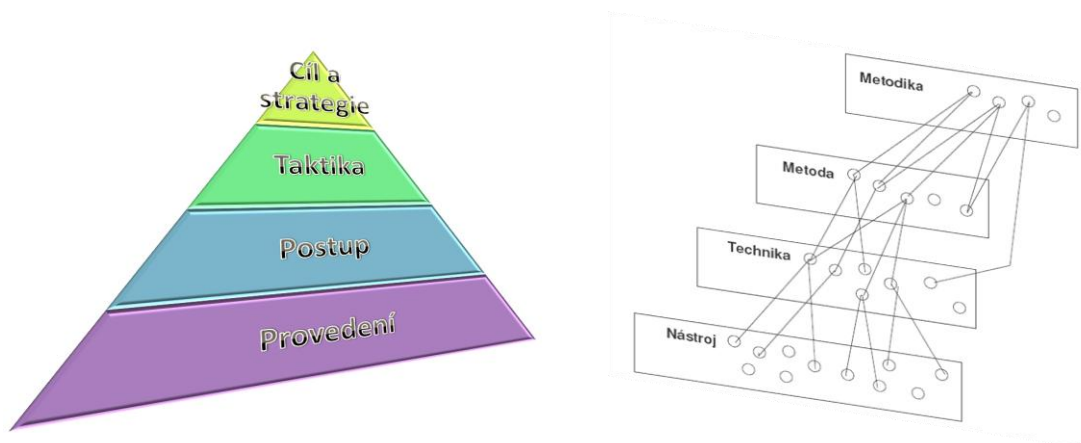 Cíl a
strategie
Taktika
Postup
Provedení
Metodika
Metoda
Technika
Nástroj